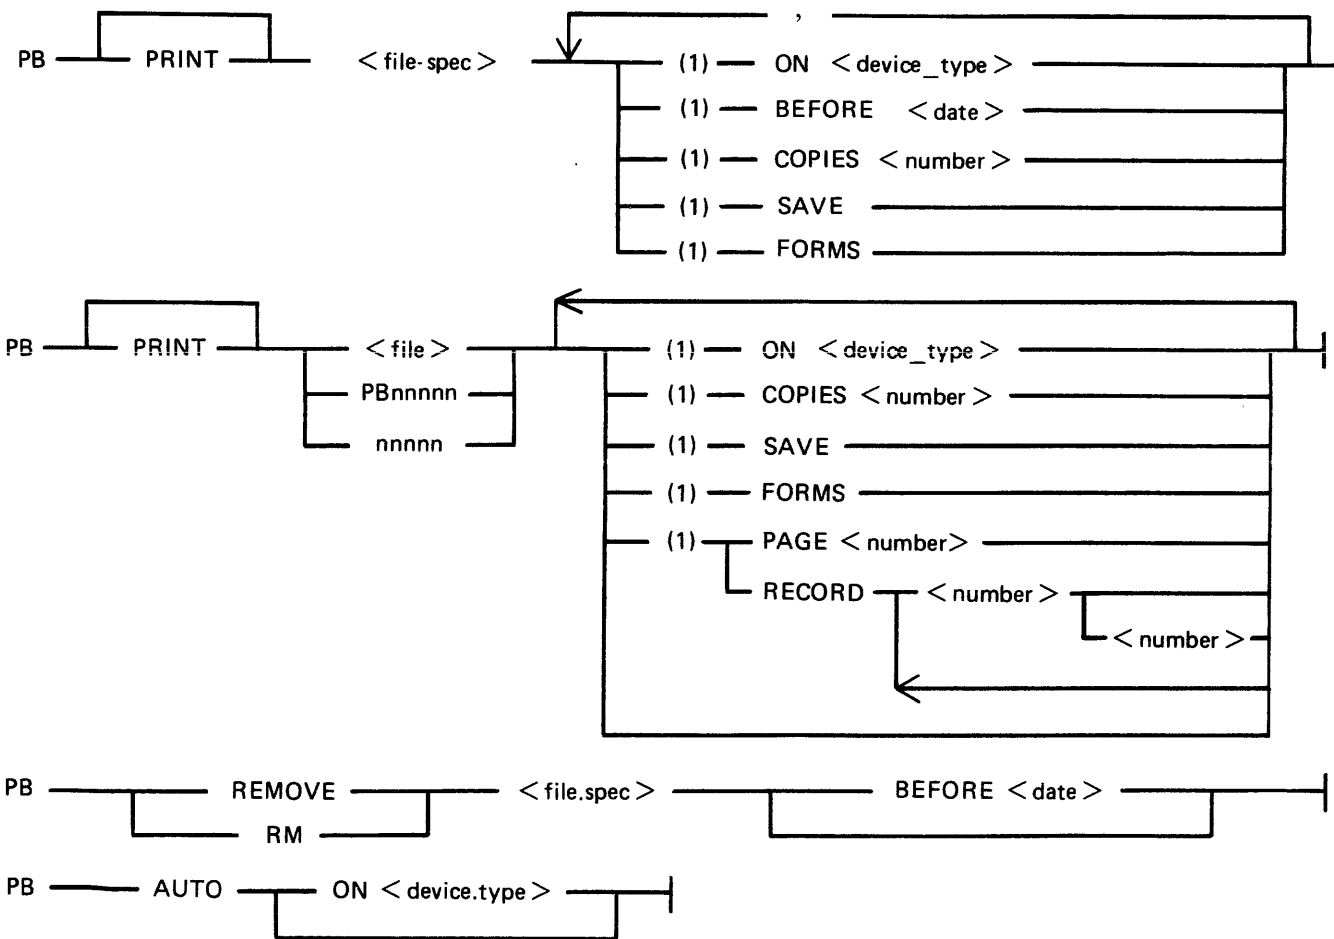 ,
PB PRINT <file-spec> (1) ON <device_type>
(1) BEFORE <date>
(1) COPIES <number>
(1) SAVE
(1) FORMS
PB PRINT <file> (1) ON <device_type>
PBnnnnn (1) COPIES <number>
nnnnn (1) SAVE
(1) FORMS
(1) PAGE <number>
RECORD <number>
<number>
PB REMOVE <file.spec> BEFORE <date>
RM
PB AUTO ON <device.type>